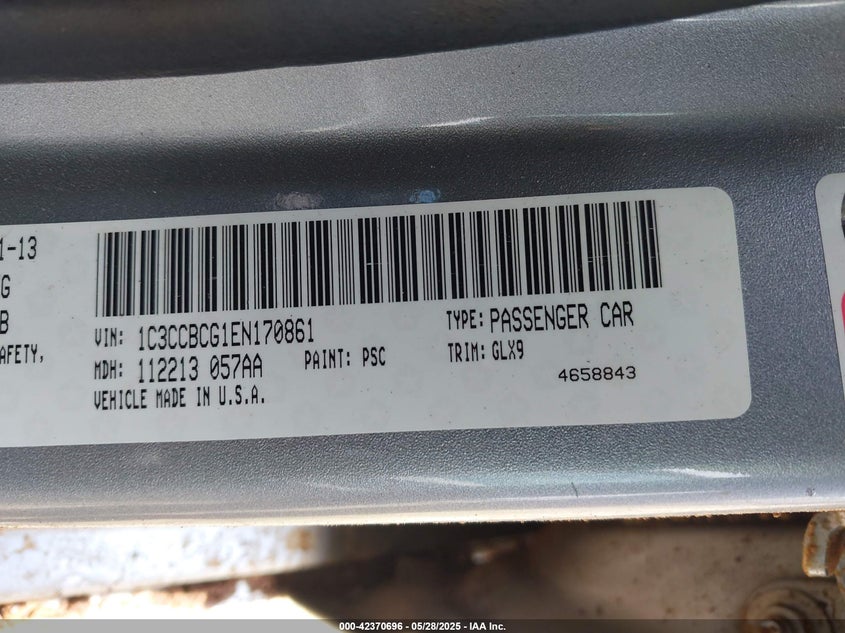 1-13
G
B
AFETY,
VIN: 1C3CCBCG1EN170861
TYPE: PASSENGER CAR
MDH: 112213 057AA
PAINT: PSC
TRIM: GLX9
VEHICLE MADE IN U.S.A.
4658843
000-42370696 - 05/28/2025 - IAA Inc.